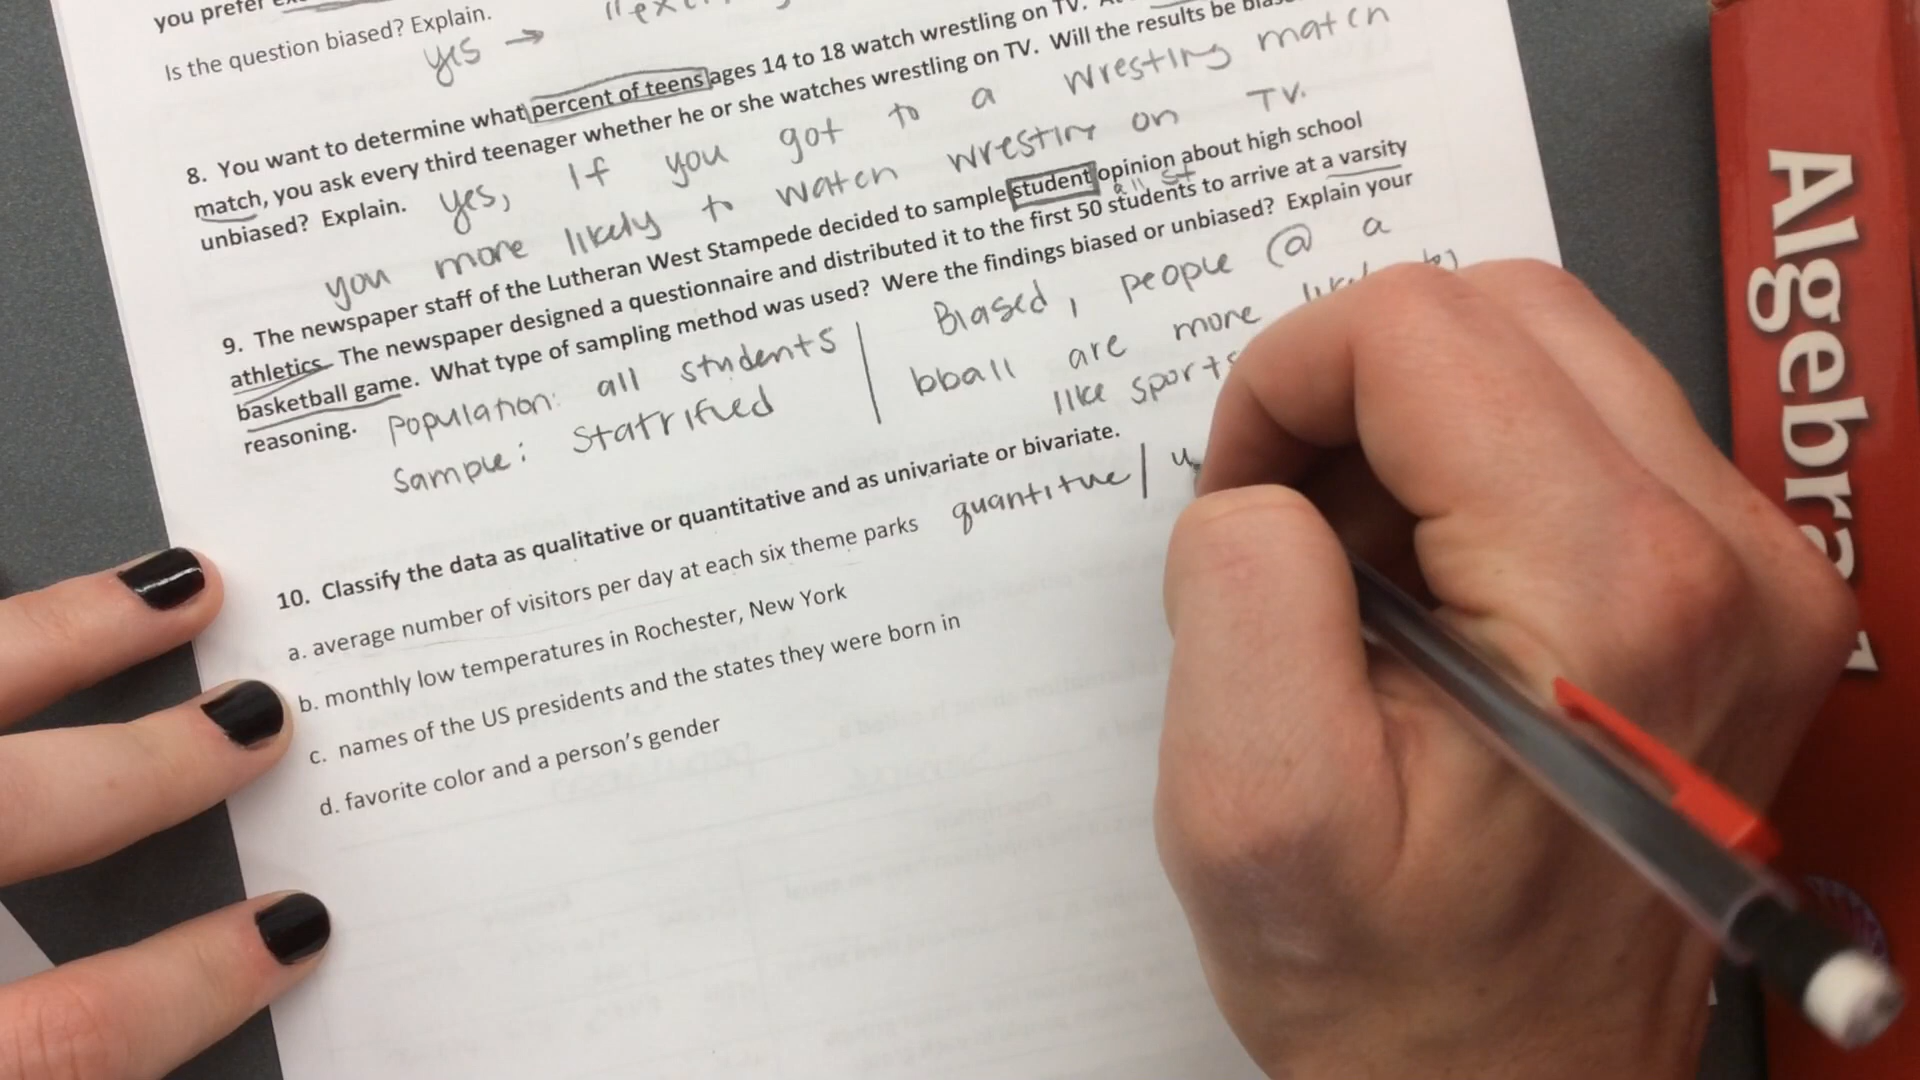 you prefer
Is the question biased? Explain.
yes →
8. You want to determine what percent of teens ages 14 to 18 watch wrestling on TV.
match, you ask every third teenager whether he or she watches wrestling on TV. Will the results be
unbiased? Explain.
yes, If you got to a wrestling match
you more likely to watch wrestlin on TV.
9. The newspaper staff of the Lutheran West Stampede decided to sample student opinion about high school
all st
athletics. The newspaper designed a questionnaire and distributed it to the first 50 students to arrive at a varsity
basketball game. What type of sampling method was used? Were the findings biased or unbiased? Explain your
reasoning.
Population: all students
Sample: Statrified
Biased, people @ a
bball are more
like sports
10. Classify the data as qualitative or quantitative and as univariate or bivariate.
a. average number of visitors per day at each six theme parks
quantitve/ u
b. monthly low temperatures in Rochester, New York
c. names of the US presidents and the states they were born in
d. favorite color and a person's gender
Algebra 1